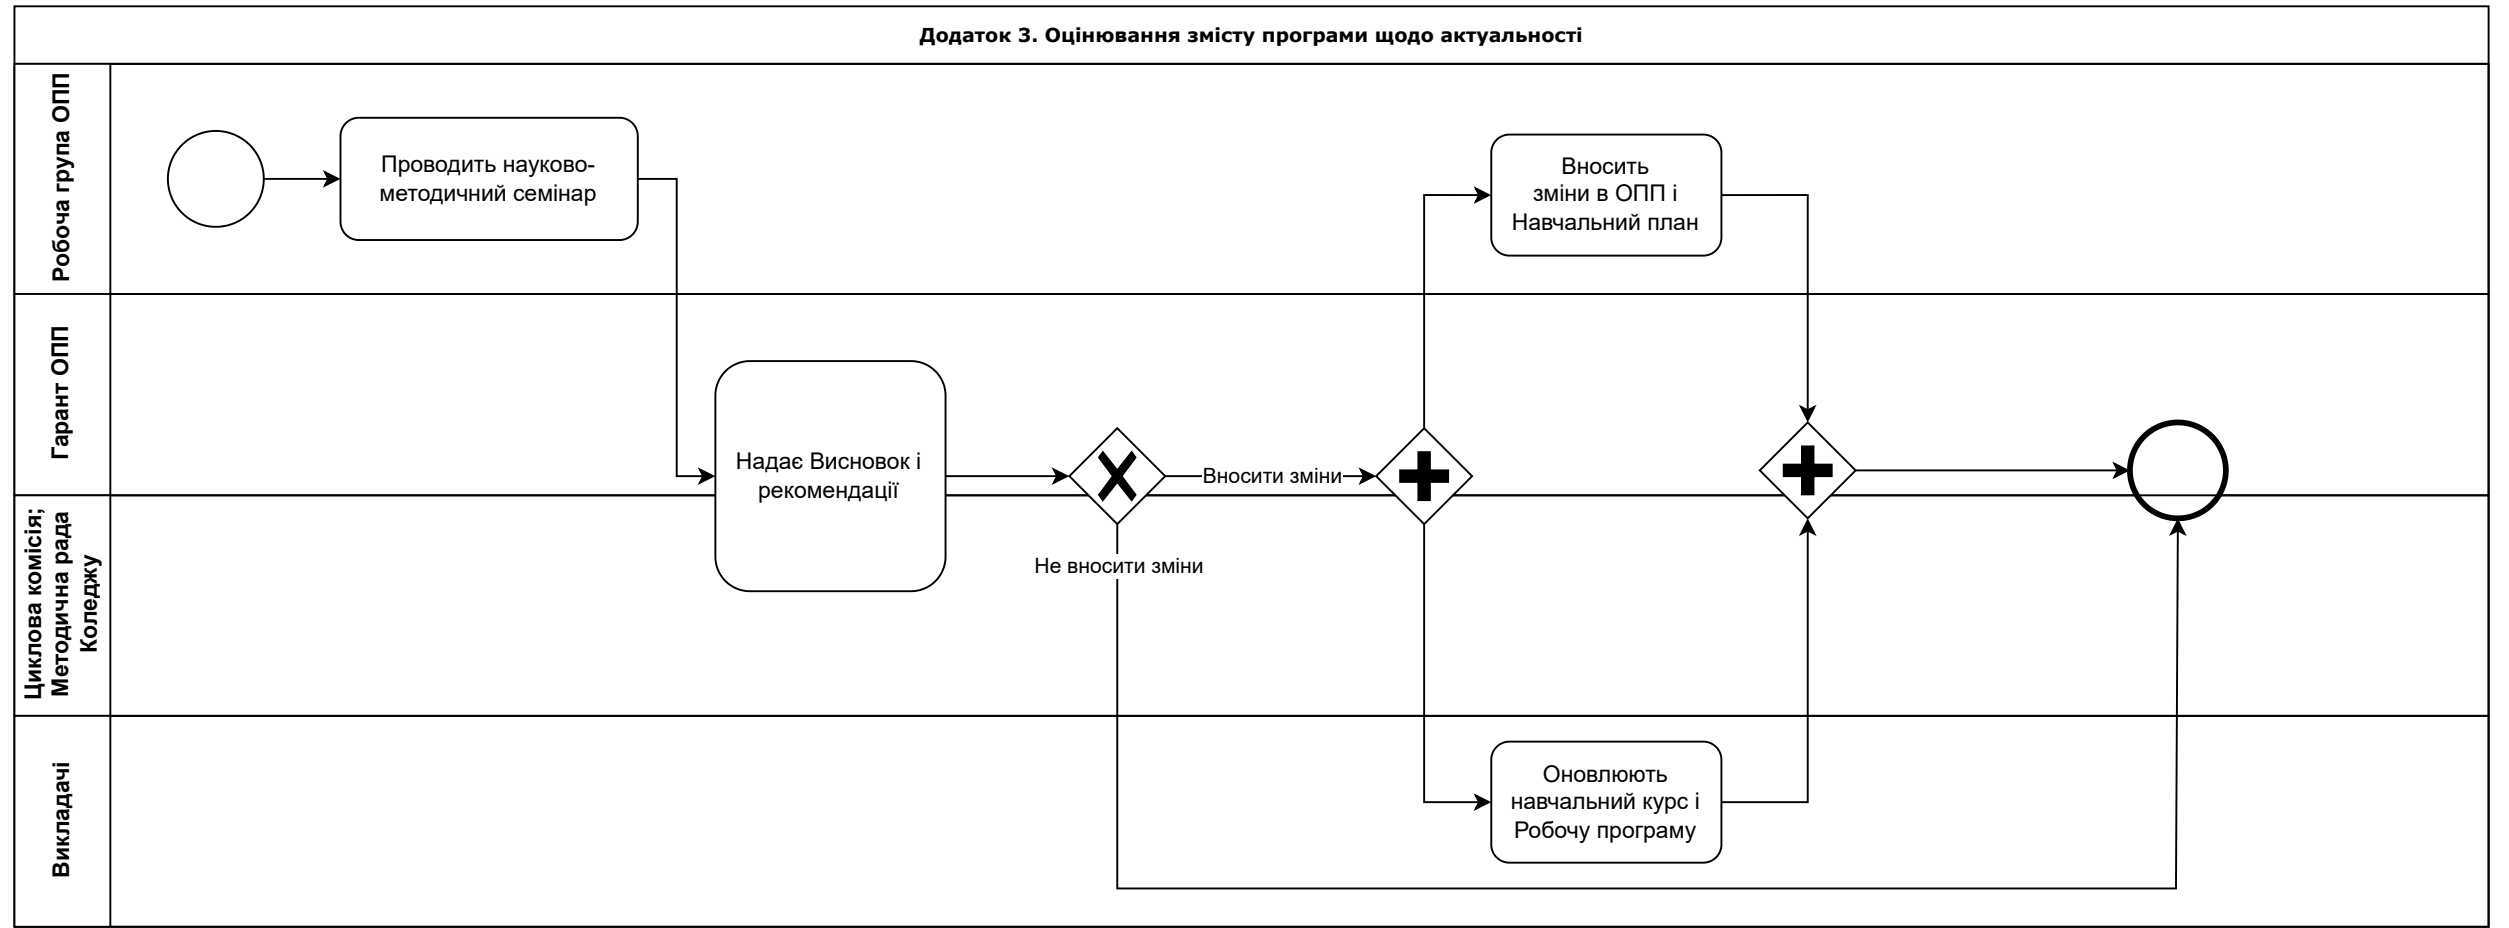 Додаток 3. Оцінювання змісту програми щодо актуальності
Робоча група ОПП
Проводить науково-
методичний семінар
Вносить
зміни в ОПП і
Навчальний план
Гарант ОПП
Надає Висновок і
рекомендації
Вносити зміни
Не вносити зміни
Циклова комісія;
Методична рада
Коледжу
Викладачі
Оновлюють
навчальний курс і
Робочу програму